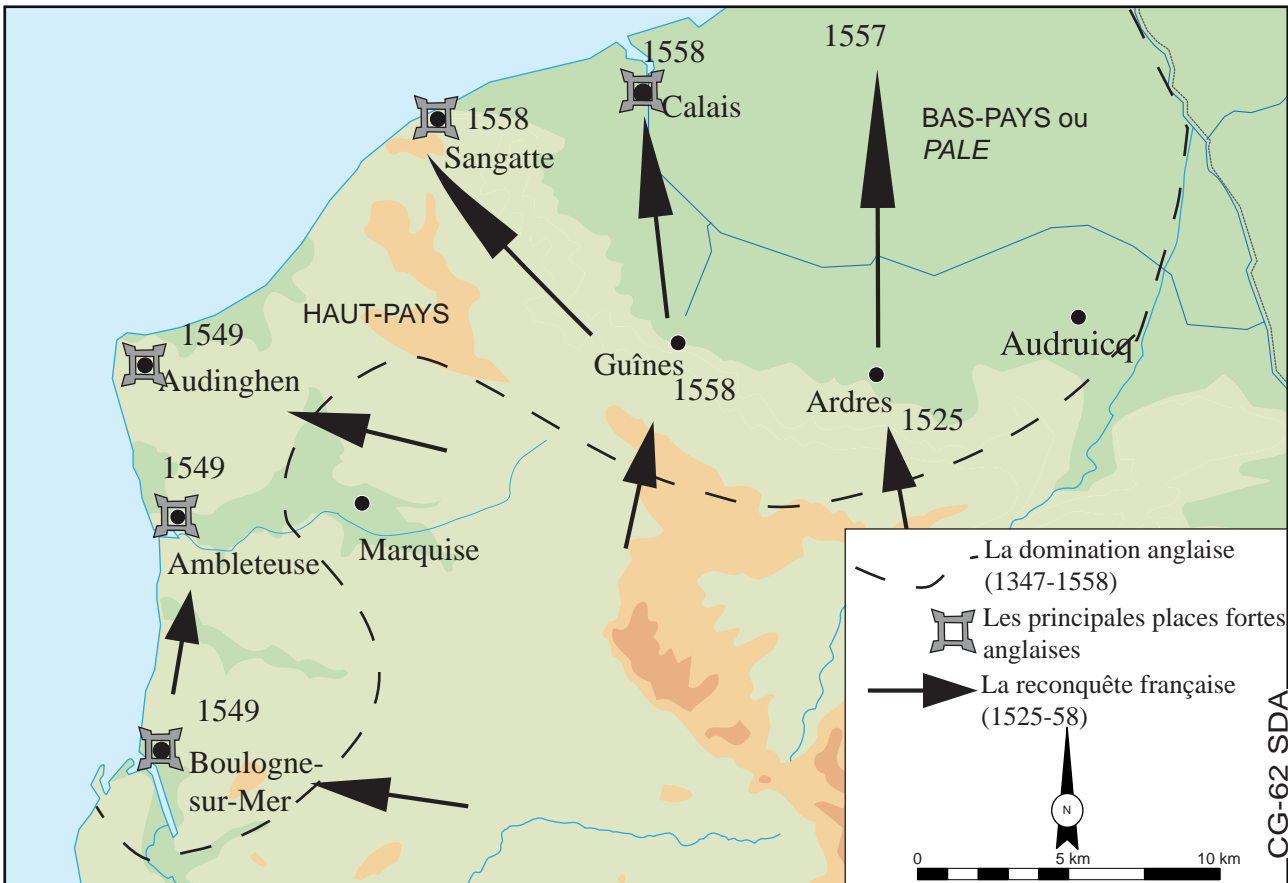 1557
1558
Calais
1558
Sangatte
BAS-PAYS ou
PALE
HAUT-PAYS
1549
Audinghen
Guînes
1558
Audruicq
Ardres
1525
1549
Ambleteuse
Marquise
1549
Boulogne-
sur-Mer
La domination anglaise
(1347-1558)
Les principales places fortes
anglaises
La reconquête française
(1525-58)
N
0 5 km 10 km
CG-62 SDA